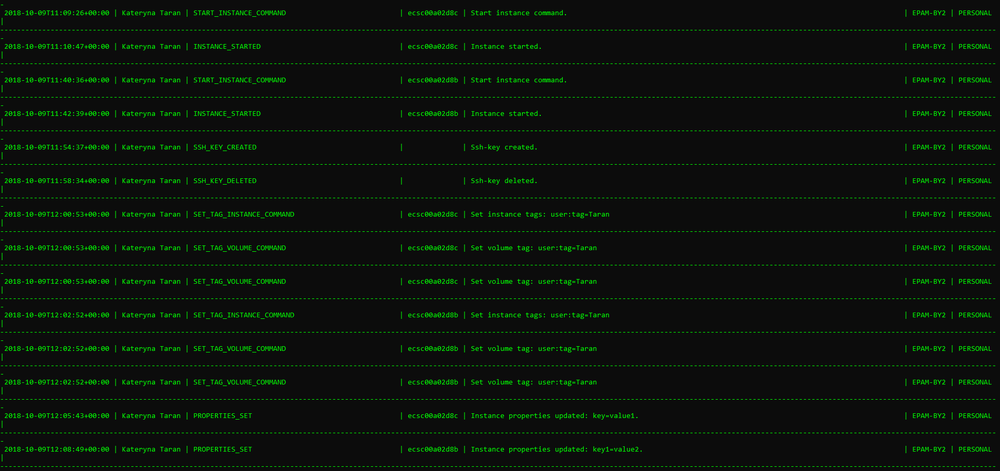 -
2018-10-09T11:09:26+00:00 | Kateryna Taran | START_INSTANCE_COMMAND | ecsc00a02d8c | Start instance command. | EPAM-BY2 | PERSONAL
|
-
2018-10-09T11:10:47+00:00 | Kateryna Taran | INSTANCE_STARTED | ecsc00a02d8c | Instance started. | EPAM-BY2 | PERSONAL
|
-
2018-10-09T11:40:36+00:00 | Kateryna Taran | START_INSTANCE_COMMAND | ecsc00a02d8b | Start instance command. | EPAM-BY2 | PERSONAL
|
-
2018-10-09T11:42:39+00:00 | Kateryna Taran | INSTANCE_STARTED | ecsc00a02d8b | Instance started. | EPAM-BY2 | PERSONAL
|
-
2018-10-09T11:54:37+00:00 | Kateryna Taran | SSH_KEY_CREATED | | Ssh-key created. | EPAM-BY2 | PERSONAL
|
-
2018-10-09T11:58:34+00:00 | Kateryna Taran | SSH_KEY_DELETED | | Ssh-key deleted. | EPAM-BY2 | PERSONAL
|
-
2018-10-09T12:00:53+00:00 | Kateryna Taran | SET_TAG_INSTANCE_COMMAND | ecsc00a02d8c | Set instance tags: user:tag=Taran | EPAM-BY2 | PERSONAL
|
-
2018-10-09T12:00:53+00:00 | Kateryna Taran | SET_TAG_VOLUME_COMMAND | ecsc00a02d8c | Set volume tag: user:tag=Taran | EPAM-BY2 | PERSONAL
|
-
2018-10-09T12:00:53+00:00 | Kateryna Taran | SET_TAG_VOLUME_COMMAND | ecsc00a02d8c | Set volume tag: user:tag=Taran | EPAM-BY2 | PERSONAL
|
-
2018-10-09T12:02:52+00:00 | Kateryna Taran | SET_TAG_INSTANCE_COMMAND | ecsc00a02d8b | Set instance tags: user:tag=Taran | EPAM-BY2 | PERSONAL
|
-
2018-10-09T12:02:52+00:00 | Kateryna Taran | SET_TAG_VOLUME_COMMAND | ecsc00a02d8b | Set volume tag: user:tag=Taran | EPAM-BY2 | PERSONAL
|
-
2018-10-09T12:02:52+00:00 | Kateryna Taran | SET_TAG_VOLUME_COMMAND | ecsc00a02d8b | Set volume tag: user:tag=Taran | EPAM-BY2 | PERSONAL
|
-
2018-10-09T12:05:43+00:00 | Kateryna Taran | PROPERTIES_SET | ecsc00a02d8c | Instance properties updated: key=value1. | EPAM-BY2 | PERSONAL
|
-
2018-10-09T12:08:49+00:00 | Kateryna Taran | PROPERTIES_SET | ecsc00a02d8b | Instance properties updated: key1=value2. | EPAM-BY2 | PERSONAL
|